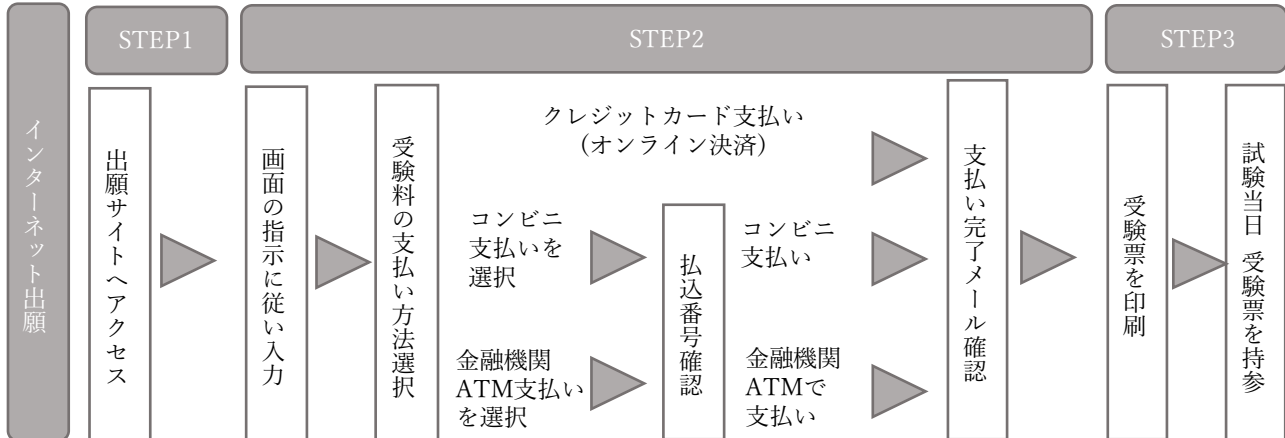 インターネット出願
STEP1
STEP2
STEP3
出願サイトへアクセス
画面の指示に従い入力
受験料の支払い方法選択
クレジットカード支払い
(オンライン決済)
コンビニ
支払いを
選択
金融機関
ATM支払い
を選択
払込番号確認
コンビニ
支払い
金融機関
ATMで
支払い
支払い完了メール確認
受験票を印刷
試験当日 受験票を持参